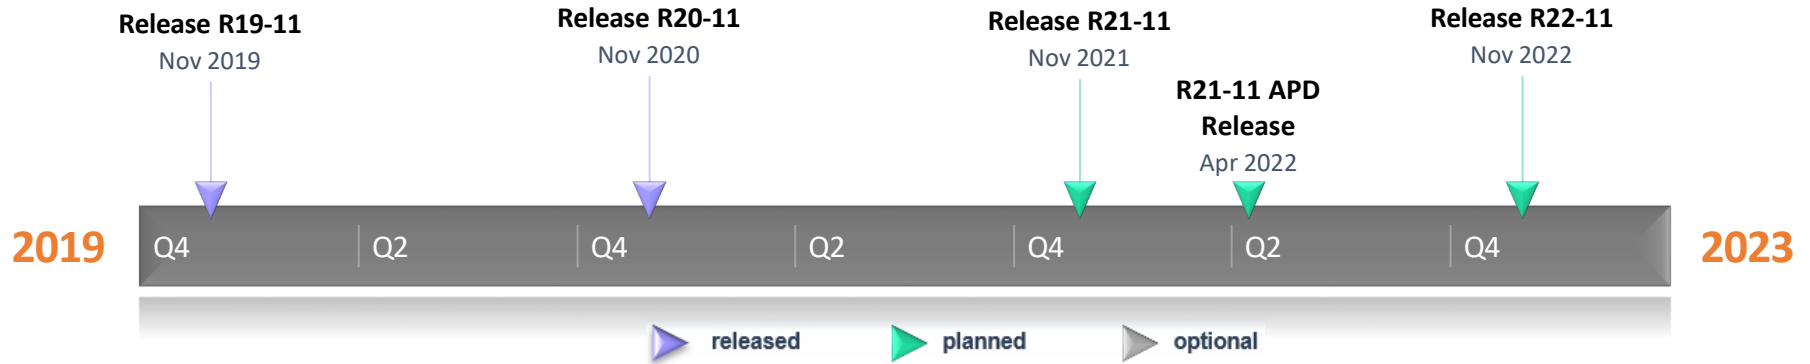 Release R19-11
Nov 2019
Release R20-11
Nov 2020
Release R21-11
Nov 2021
R21-11 APD
Release
Apr 2022
Release R22-11
Nov 2022
2019
Q4
Q2
Q4
Q2
Q4
Q2
Q4
2023
released
planned
optional